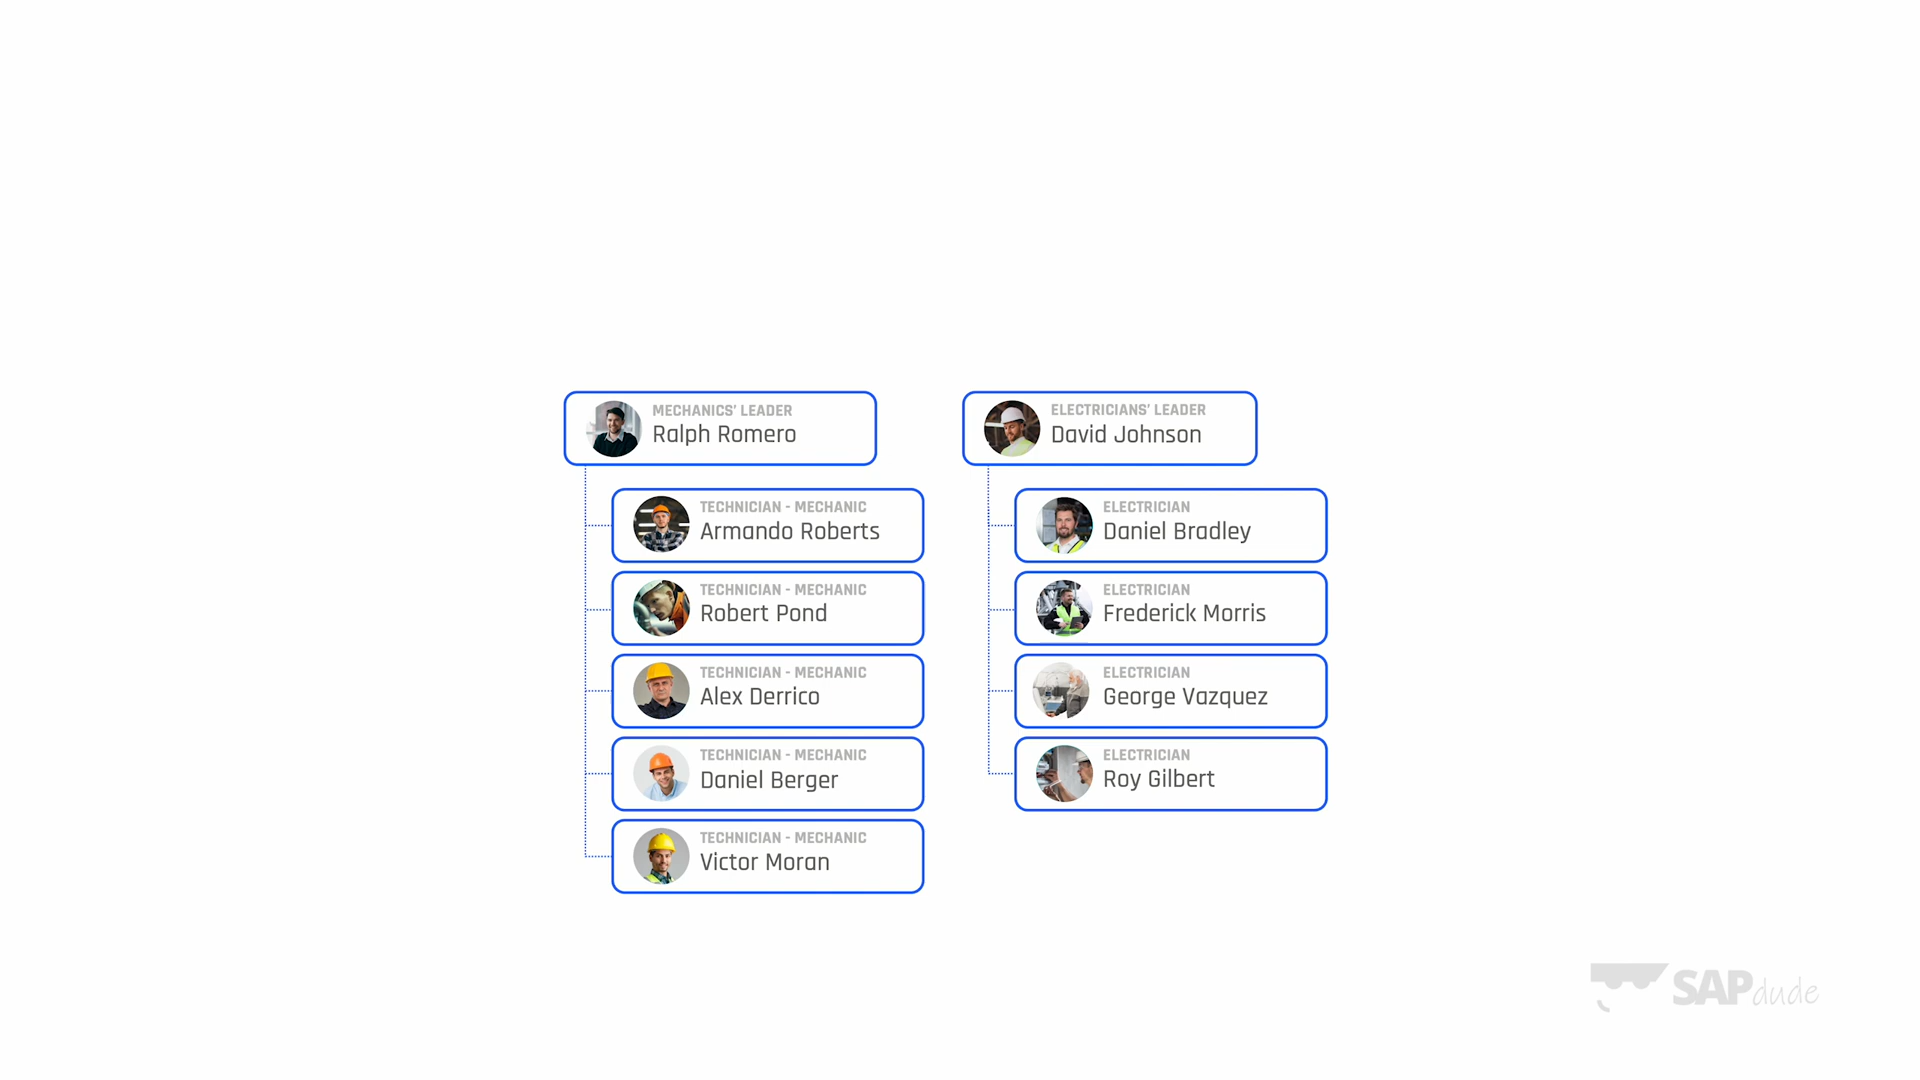 MECHANICS’ LEADER
Ralph Romero
TECHNICIAN - MECHANIC
Armando Roberts
TECHNICIAN - MECHANIC
Robert Pond
TECHNICIAN - MECHANIC
Alex Derrico
TECHNICIAN - MECHANIC
Daniel Berger
TECHNICIAN - MECHANIC
Victor Moran
ELECTRICIANS’ LEADER
David Johnson
ELECTRICIAN
Daniel Bradley
ELECTRICIAN
Frederick Morris
ELECTRICIAN
George Vazquez
ELECTRICIAN
Roy Gilbert
SAPdude